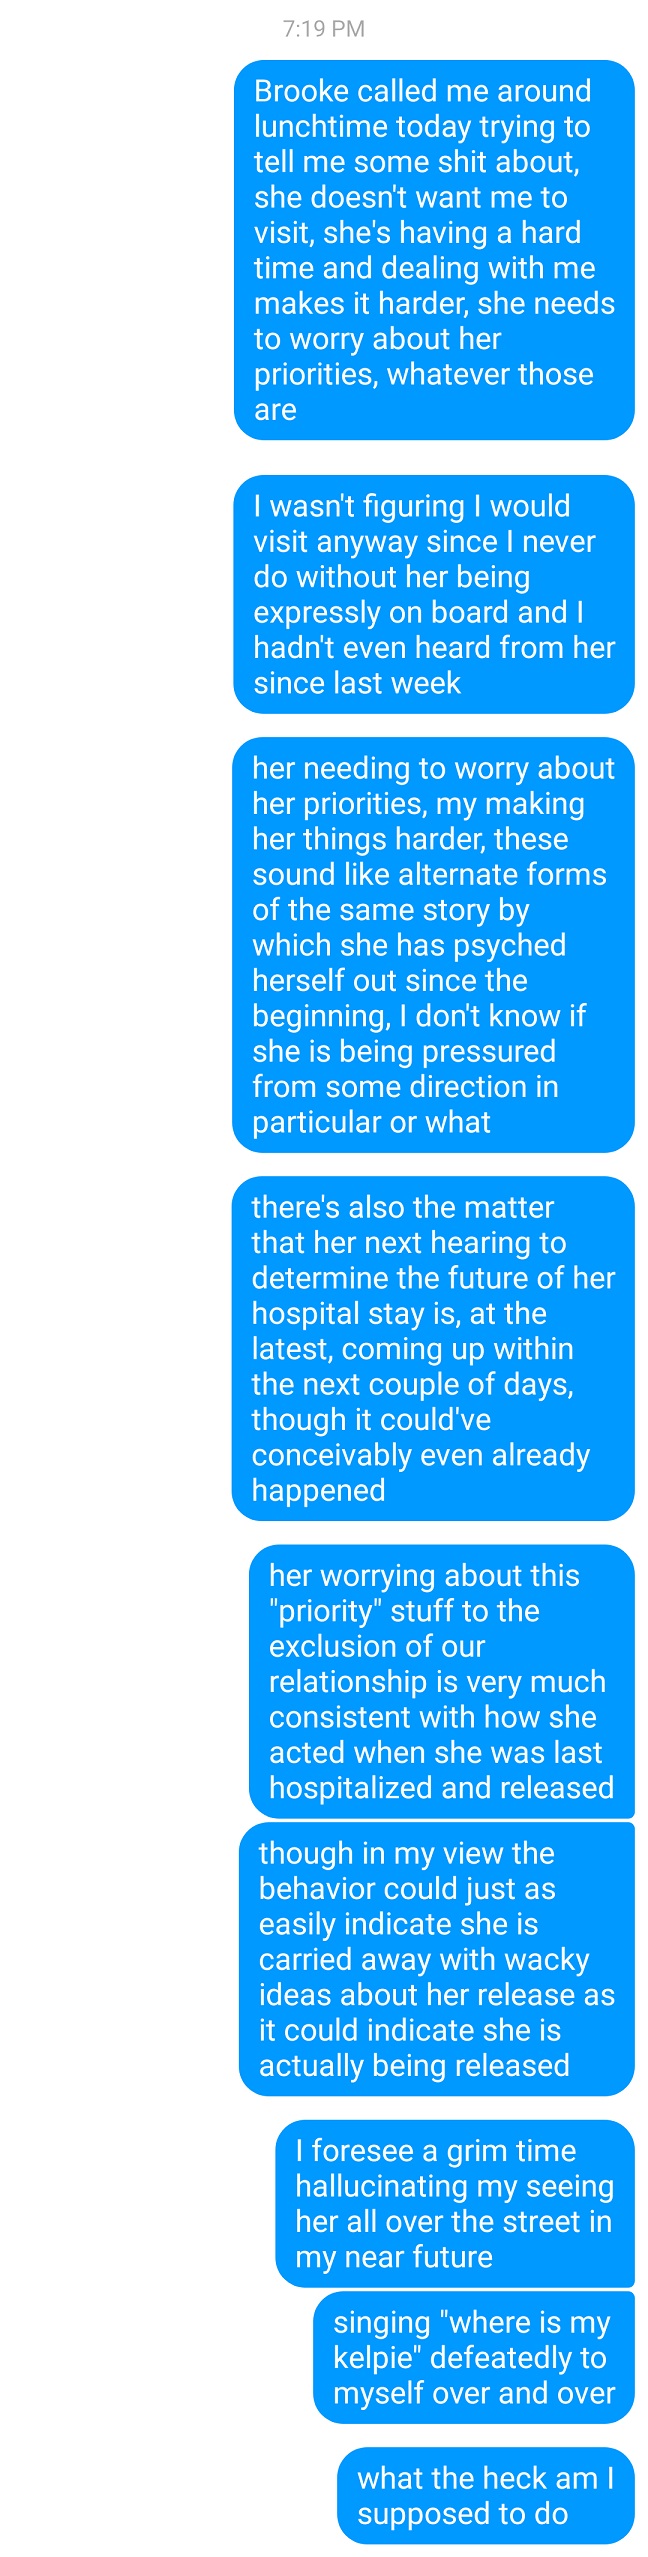 7:19 PM
Brooke called me around
lunchtime today trying to
tell me some shit about,
she doesn't want me to
visit, she's having a hard
time and dealing with me
makes it harder, she needs
to worry about her
priorities, whatever those
are
I wasn't figuring I would
visit anyway since I never
do without her being
expressly on board and I
hadn't even heard from her
since last week
her needing to worry about
her priorities, my making
her things harder, these
sound like alternate forms
of the same story by
which she has psyched
herself out since the
beginning, I don't know if
she is being pressured
from some direction in
particular or what
there's also the matter
that her next hearing to
determine the future of her
hospital stay is, at the
latest, coming up within
the next couple of days,
though it could've
conceivably even already
happened
her worrying about this
"priority" stuff to the
exclusion of our
relationship is very much
consistent with how she
acted when she was last
hospitalized and released
though in my view the
behavior could just as
easily indicate she is
carried away with wacky
ideas about her release as
it could indicate she is
actually being released
I foresee a grim time
hallucinating my seeing
her all over the street in
my near future
singing "where is my
kelpie" defeatedly to
myself over and over
what the heck am I
supposed to do